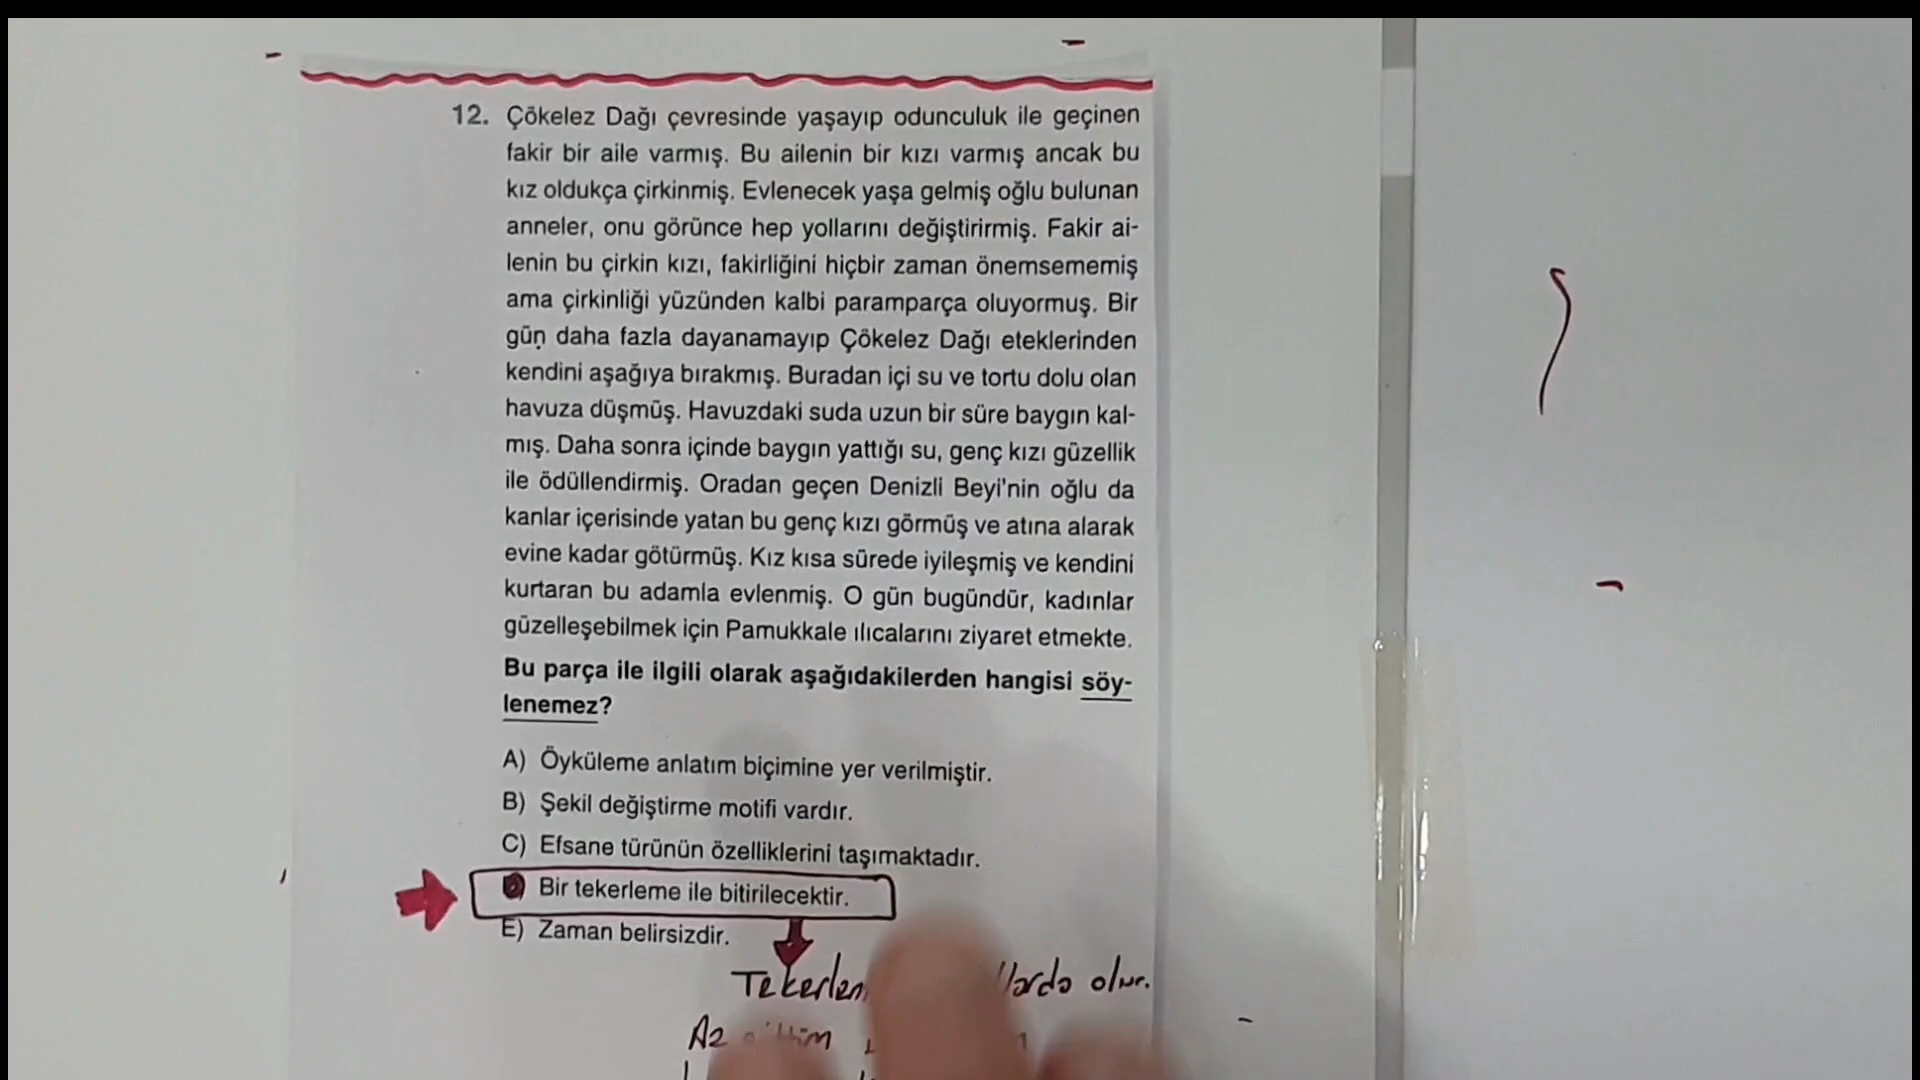 12. Çökelez Dağı çevresinde yaşayıp odunculuk ile geçinen
fakir bir aile varmış. Bu ailenin bir kızı varmış ancak bu
kız oldukça çirkinmiş. Evlenecek yaşa gelmiş oğlu bulunan
anneler, onu görünce hep yollarını değiştirirmiş. Fakir ai-
lenin bu çirkin kızı, fakirliğini hiçbir zaman önemsememiş
ama çirkinliği yüzünden kalbi paramparça oluyormuş. Bir
gün daha fazla dayanamayıp Çökelez Dağı eteklerinden
kendini aşağıya bırakmış. Buradan içi su ve tortu dolu olan
havuza düşmüş. Havuzdaki suda uzun bir süre baygın kal-
mış. Daha sonra içinde baygın yattığı su, genç kızı güzellik
ile ödüllendirmiş. Oradan geçen Denizli Beyi'nin oğlu da
kanlar içerisinde yatan bu genç kızı görmüş ve atına alarak
evine kadar götürmüş. Kız kısa sürede iyileşmiş ve kendini
kurtaran bu adamla evlenmiş. O gün bugündür, kadınlar
güzelleşebilmek için Pamukkale ılıcalarını ziyaret etmekte.
Bu parça ile ilgili olarak aşağıdakilerden hangisi söy-
lenemez?
A) Öyküleme anlatım biçimine yer verilmiştir.
B) Şekil değiştirme motifi vardır.
C) Efsane türünün özelliklerini taşımaktadır.
D) Bir tekerleme ile bitirilecektir.
E) Zaman belirsizdir.
olur.
Az